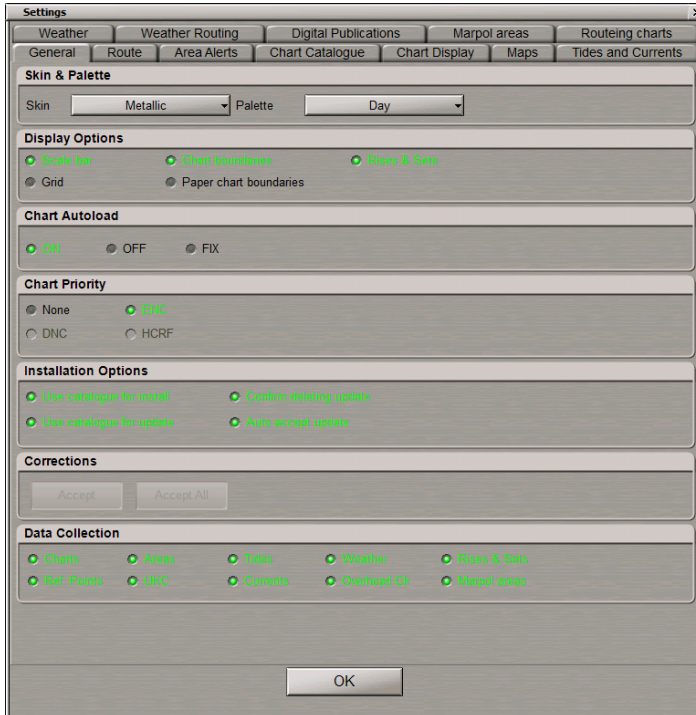 Settings
Weather Weather Routing Digital Publications Marpol areas Routeing charts
General Route Area Alerts Chart Catalogue Chart Display Maps Tides and Currents
Skin & Palette
Skin Metallic Palette Day
Display Options
Scale bar Chart boundaries Rises & Sets
Grid Paper chart boundaries
Chart Autoload
ON OFF FIX
Chart Priority
None ENC
DNC HCRF
Installation Options
Use catalogue for install Confirm deleting update
Use catalogue for update Auto accept update
Corrections
Accept Accept All
Data Collection
Charts Areas Tides Weather Rises & Sets
Ref. Points UKC Currents Overhead Clr Marpol areas
OK